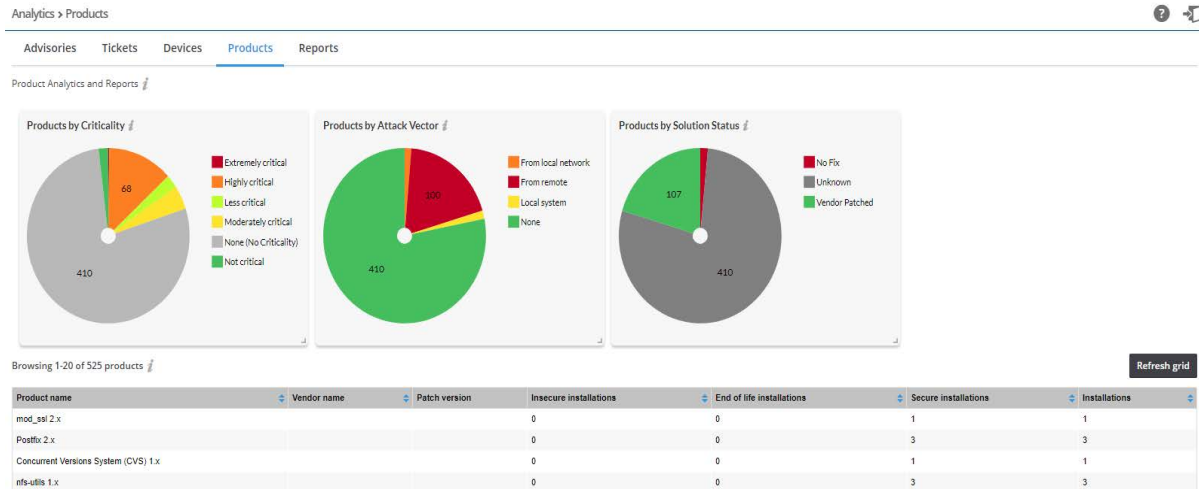 Analytics > Products
Advisories Tickets Devices Products Reports
Product Analytics and Reports
Products by Criticality
68
410
Extremely critical
Highly critical
Less critical
Moderately critical
None (No Criticality)
Not critical
Products by Attack Vector
100
410
From local network
From remote
Local system
None
Products by Solution Status
107
410
No Fix
Unknown
Vendor Patched
Browsing 1-20 of 525 products
Refresh grid
Product name Vendor name Patch version Insecure installations End of life installations Secure installations Installations
mod_ssl 2.x 0 0 1 1
Postfix 2.x 0 0 3 3
Concurrent Versions System (CVS) 1.x 0 0 1 1
nfs-utils 1.x 0 0 3 3